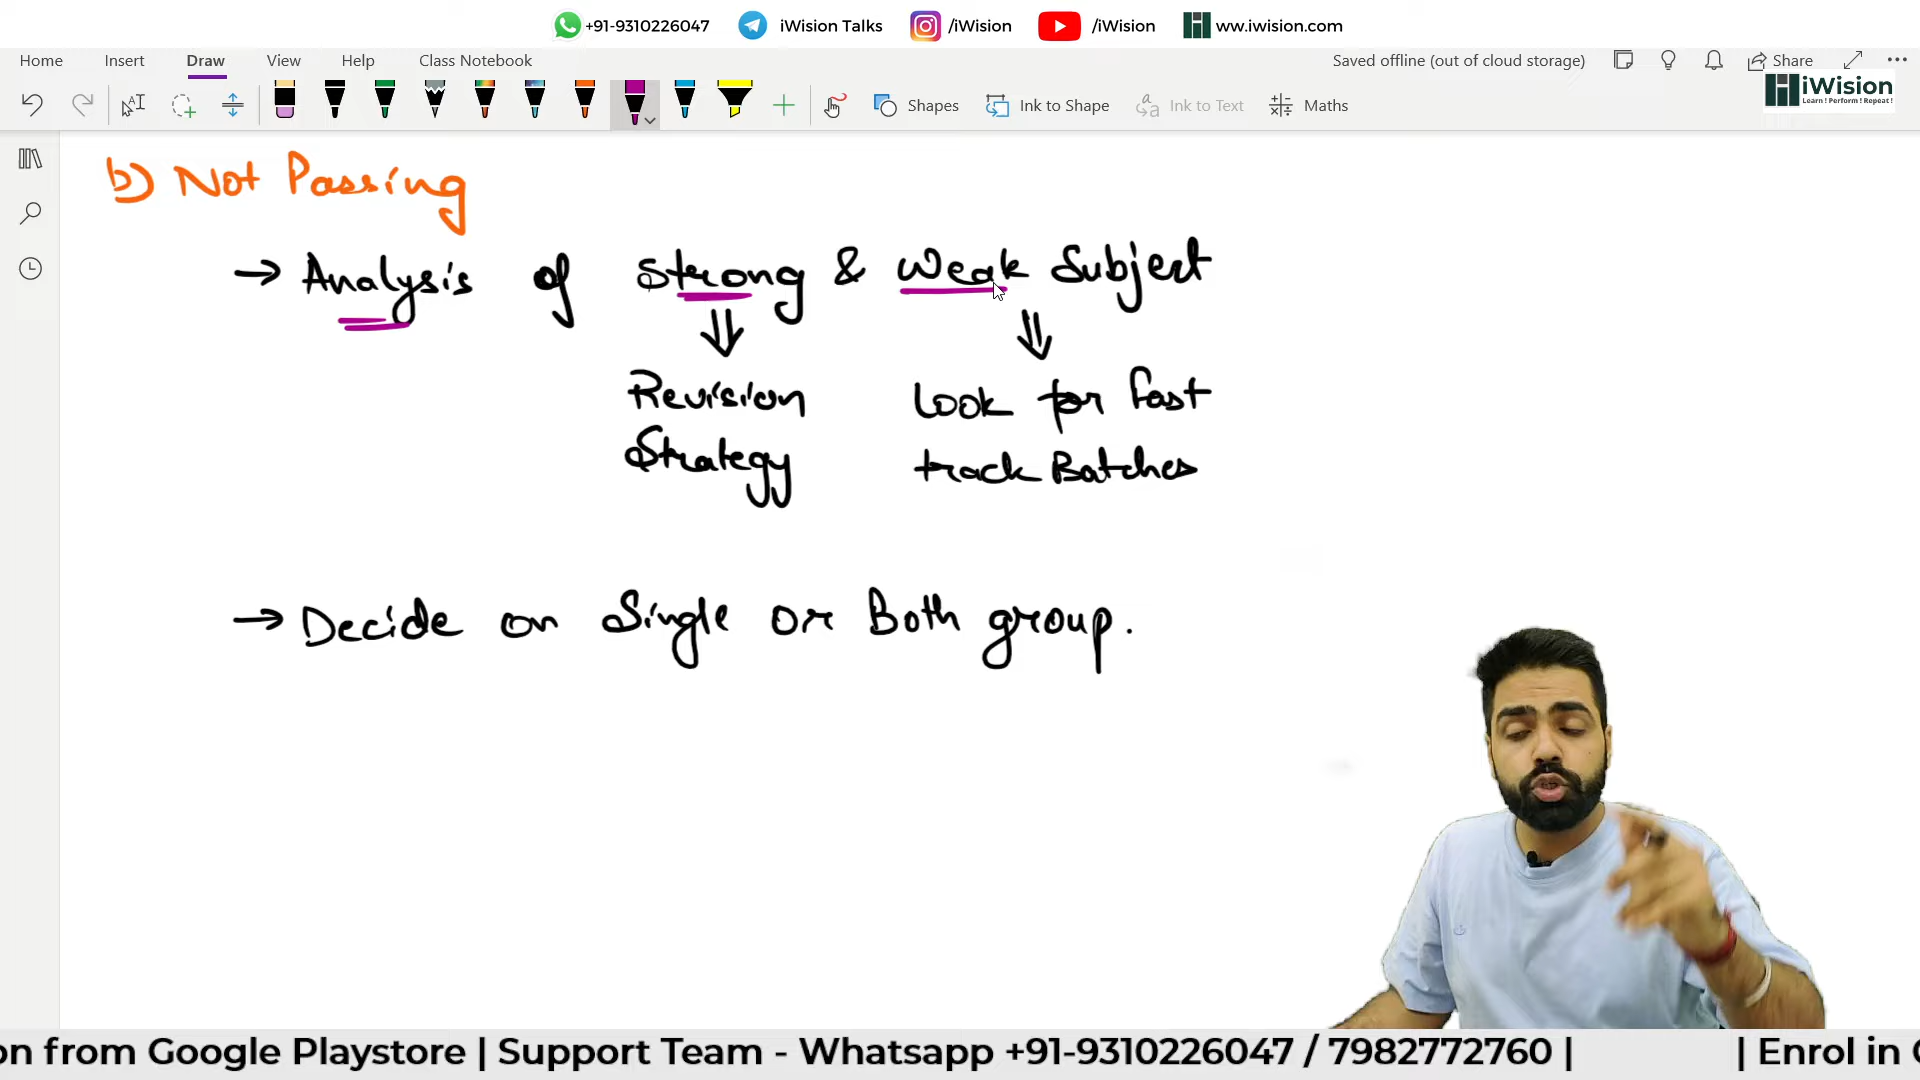 +91-9310226047 iWision Talks /iWision /iWision ww.iwision.com
Home Insert Draw View Help Class Notebook Saved offline (out of cloud storage) Share
Shapes Ink to Shape Ink to Text Maths
iWision
Learn ! Perform ! Repeat !
b) Not Passing
→ Analysis of Strong & Weak Subject
Revision Strategy
Look for fast track Batches
→ Decide on Single or Both group.
on from Google Playstore | Support Team - Whatsapp +91-9310226047 / 7982772760 | | Enrol in